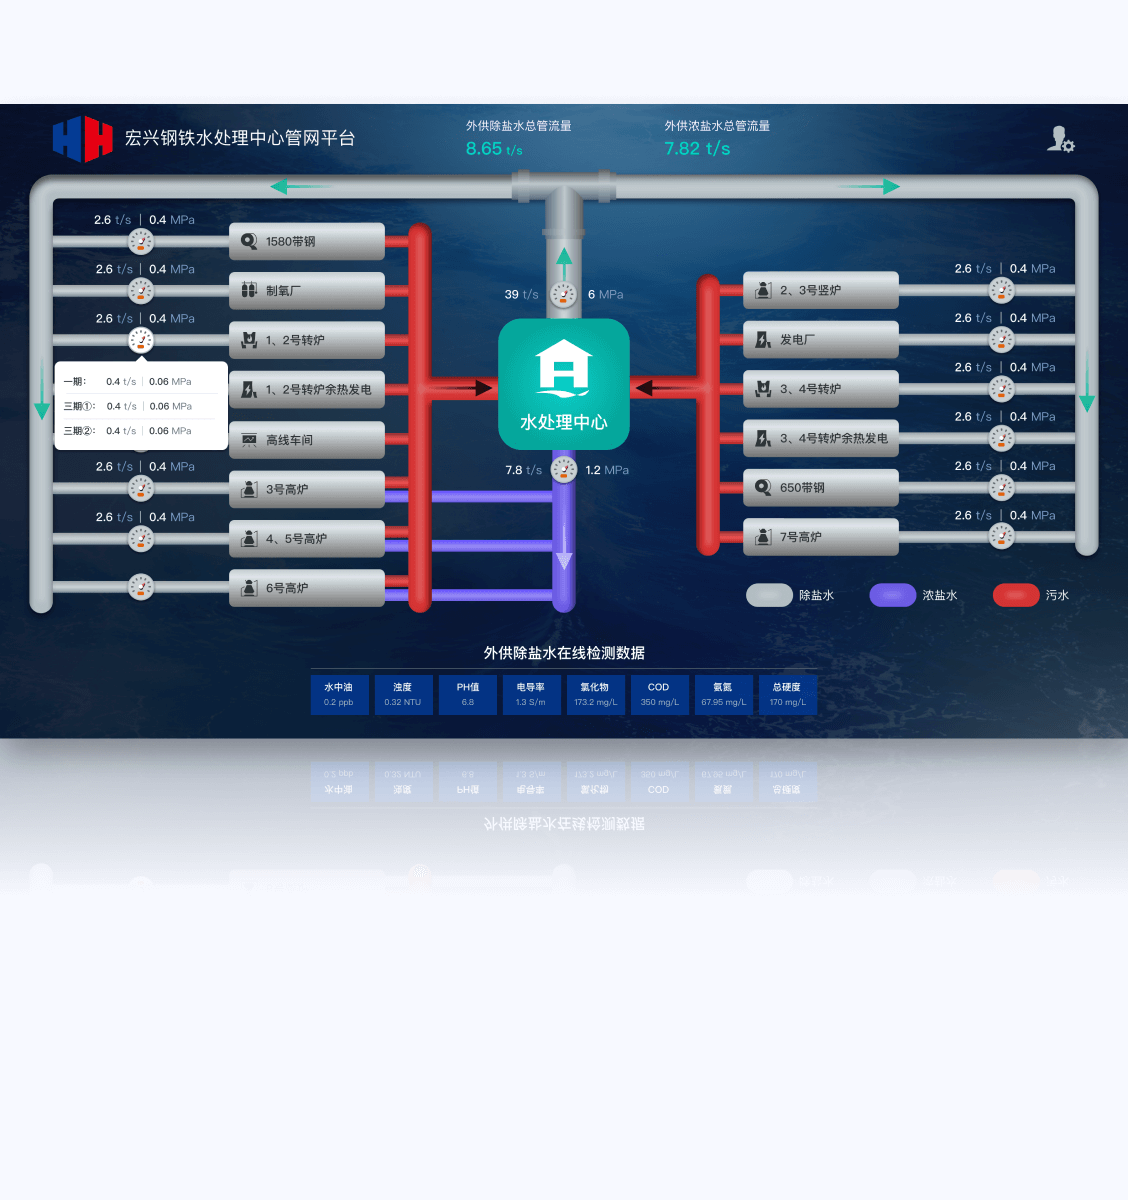 宏兴钢铁水处理中心管网平台
外供除盐水总管流量
8.65 t/s
外供浓盐水总管流量
7.82 t/s
2.6 t/s | 0.4 MPa
1580带钢
2.6 t/s | 0.4 MPa
制氧厂
2.6 t/s | 0.4 MPa
1、2号转炉
一期： 0.4 t/s | 0.06 MPa
三期①： 0.4 t/s | 0.06 MPa
三期②： 0.4 t/s | 0.06 MPa
1、2号转炉余热发电
高线车间
2.6 t/s | 0.4 MPa
3号高炉
2.6 t/s | 0.4 MPa
4、5号高炉
6号高炉
39 t/s
6 MPa
水处理中心
7.8 t/s
1.2 MPa
2.6 t/s | 0.4 MPa
2、3号竖炉
2.6 t/s | 0.4 MPa
发电厂
2.6 t/s | 0.4 MPa
3、4号转炉
2.6 t/s | 0.4 MPa
3、4号转炉余热发电
2.6 t/s | 0.4 MPa
650带钢
2.6 t/s | 0.4 MPa
7号高炉
除盐水
浓盐水
污水
外供除盐水在线检测数据
水中油
0.2 ppb
浊度
0.32 NTU
PH值
6.8
电导率
1.3 S/m
氯化物
173.2 mg/L
COD
350 mg/L
氨氮
67.95 mg/L
总硬度
170 mg/L